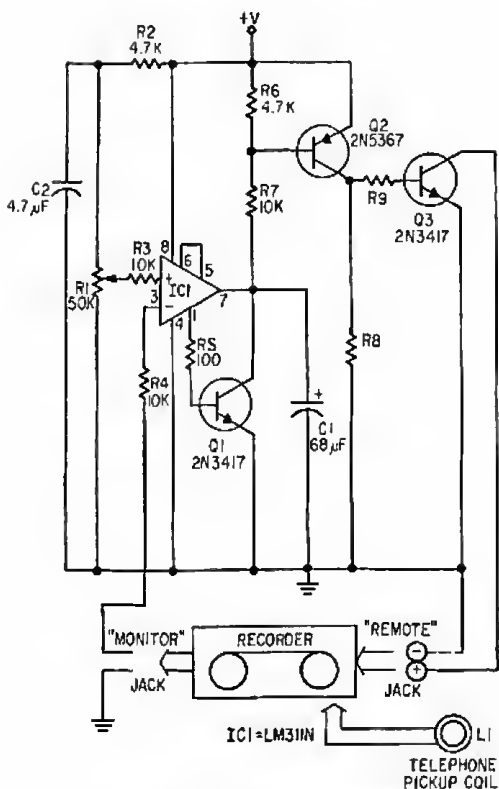 +V
R2
4.7K
R6
4.7K
Q2
2N5367
C2
4.7µF
R7
10K
R9
Q3
2N3417
R3
10K
8
6
5
+
IC1
7
R1
50K
3
−
4
1
R5
100
R8
R4
10K
+
C1
68µF
Q1
2N3417
"MONITOR"
RECORDER
"REMOTE"
−
+
JACK
JACK
IC1=LM311N
L1
TELEPHONE
PICKUP COIL